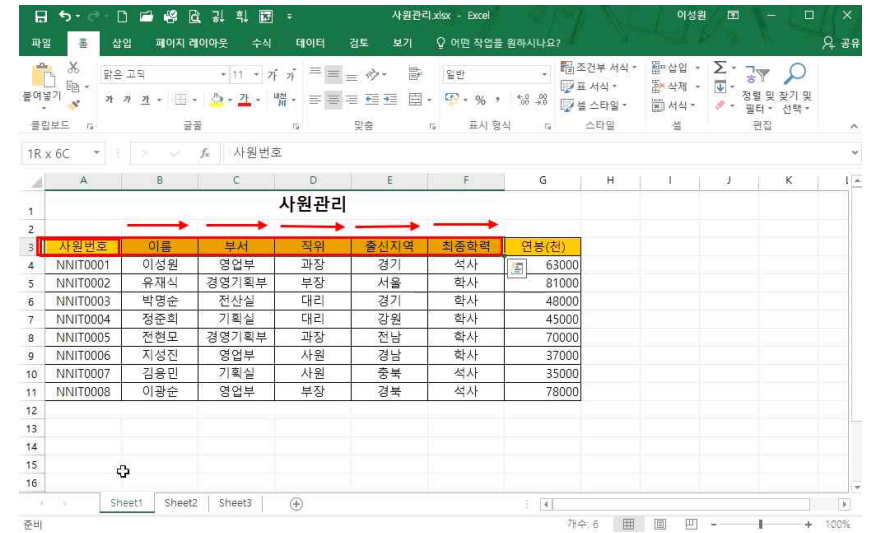 사원관리.xlsx - Excel
이성원
파일 홈 삽입 페이지 레이아웃 수식 데이터 검토 보기 어떤 작업을 원하시나요? 공유
붙여넣기
맑은 고딕 11 가 가
가 가 가 가 내천
일반
% , .0 .00
조건부 서식
표 서식
셀 스타일
삽입
삭제
서식
정렬 및 필터
찾기 및 선택
클립보드 글꼴 맞춤 표시 형식 스타일 셀 편집
1R x 6C fx 사원번호
A B C D E F G H I J K
1 사원관리
2
3 사원번호 이름 부서 직위 출신지역 최종학력 연봉(천)
4 NNIT0001 이성원 영업부 과장 경기 석사 63000
5 NNIT0002 유재식 경영기획부 부장 서울 학사 81000
6 NNIT0003 박명순 전산실 대리 경기 학사 48000
7 NNIT0004 정준희 기획실 대리 강원 학사 45000
8 NNIT0005 전현모 경영기획부 과장 전남 학사 70000
9 NNIT0006 지성진 영업부 사원 경남 학사 37000
10 NNIT0007 김용민 기획실 사원 충북 석사 35000
11 NNIT0008 이광순 영업부 부장 경북 석사 78000
12
13
14
15
16
Sheet1 Sheet2 Sheet3
준비 개수: 6 100%